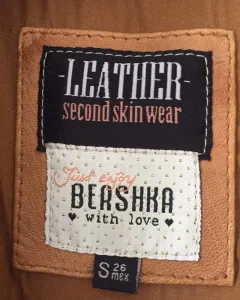 -LEATHER-
second skin wear
Just enjoy
BERSHKA
♥ with love ♥
S 26
mex